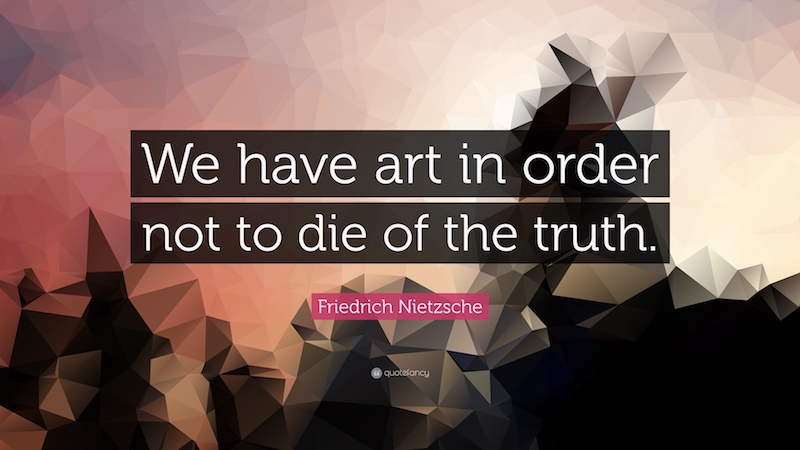 We have art in order
not to die of the truth.
Friedrich Nietzsche
quotefancy